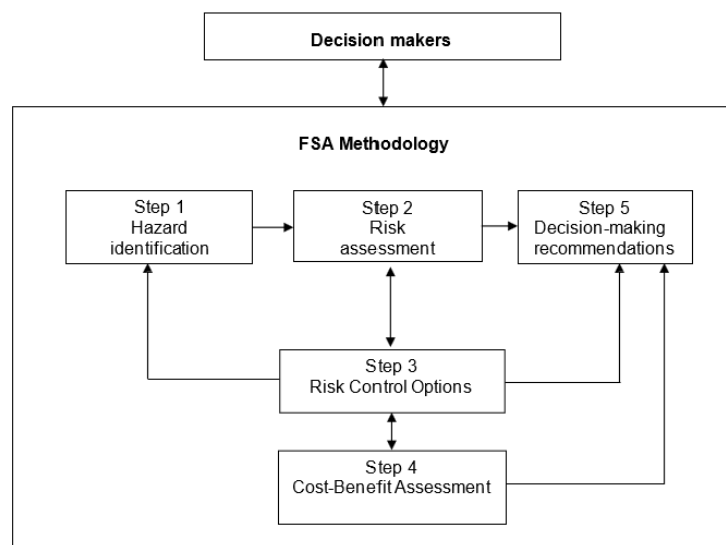 Decision makers
FSA Methodology
Step 1
Hazard
identification
Step 2
Risk
assessment
Step 5
Decision-making
recommendations
Step 3
Risk Control Options
Step 4
Cost-Benefit Assessment